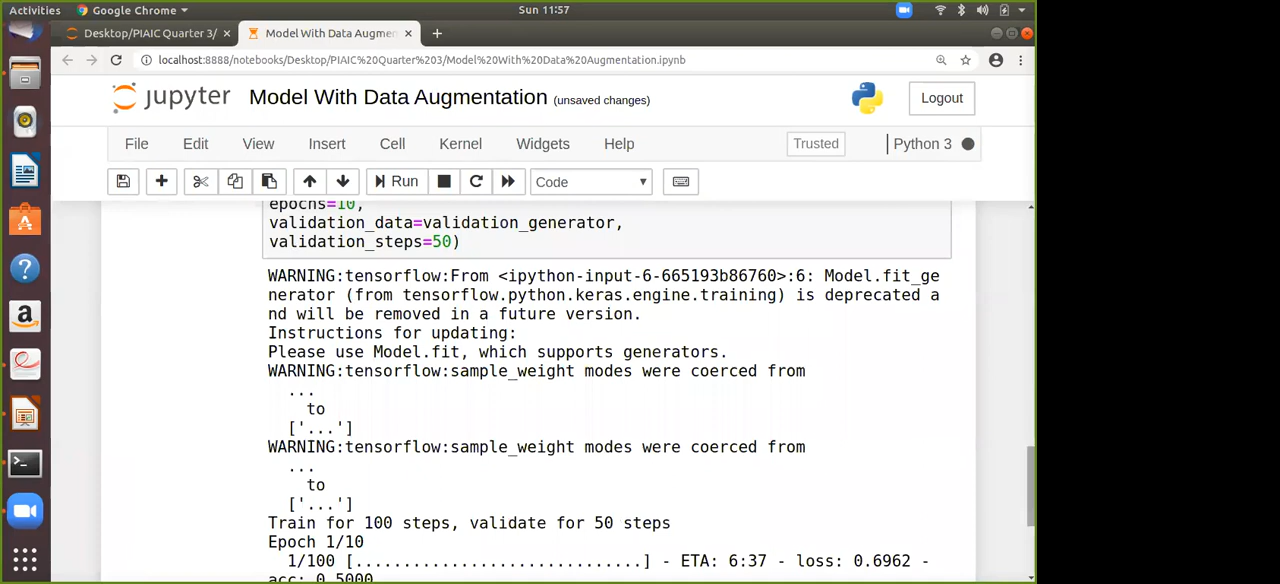 Activities Google Chrome ▾ Sun 11:57
Desktop/PIAIC Quarter 3/ × Model With Data Augmen × +
localhost:8888/notebooks/Desktop/PIAIC%20Quarter%203/Model%20With%20Data%20Augmentation.ipynb
jupyter Model With Data Augmentation (unsaved changes) Logout
File Edit View Insert Cell Kernel Widgets Help Trusted Python 3
Run Code
epochs=10,
validation_data=validation_generator,
validation_steps=50)
WARNING:tensorflow:From <ipython-input-6-665193b86760>:6: Model.fit_ge
nerator (from tensorflow.python.keras.engine.training) is deprecated a
nd will be removed in a future version.
Instructions for updating:
Please use Model.fit, which supports generators.
WARNING:tensorflow:sample_weight modes were coerced from
...
to
['...']
WARNING:tensorflow:sample_weight modes were coerced from
...
to
['...']
Train for 100 steps, validate for 50 steps
Epoch 1/10
1/100 [..............................] - ETA: 6:37 - loss: 0.6962 -
acc: 0.5000